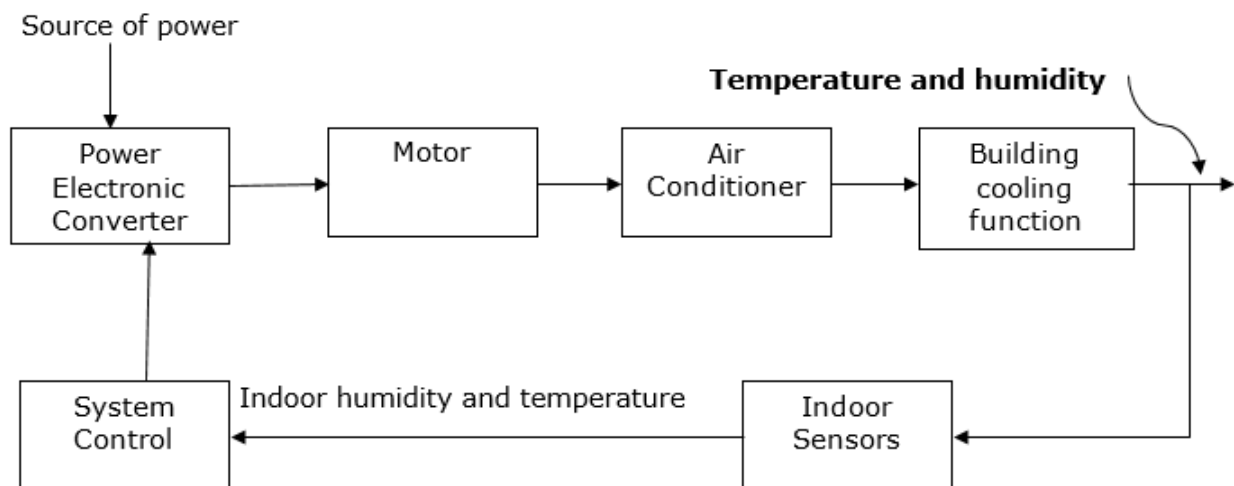 Source of power
Temperature and humidity
Power
Electronic
Converter
Motor
Air
Conditioner
Building
cooling
function
System
Control
Indoor humidity and temperature
Indoor
Sensors